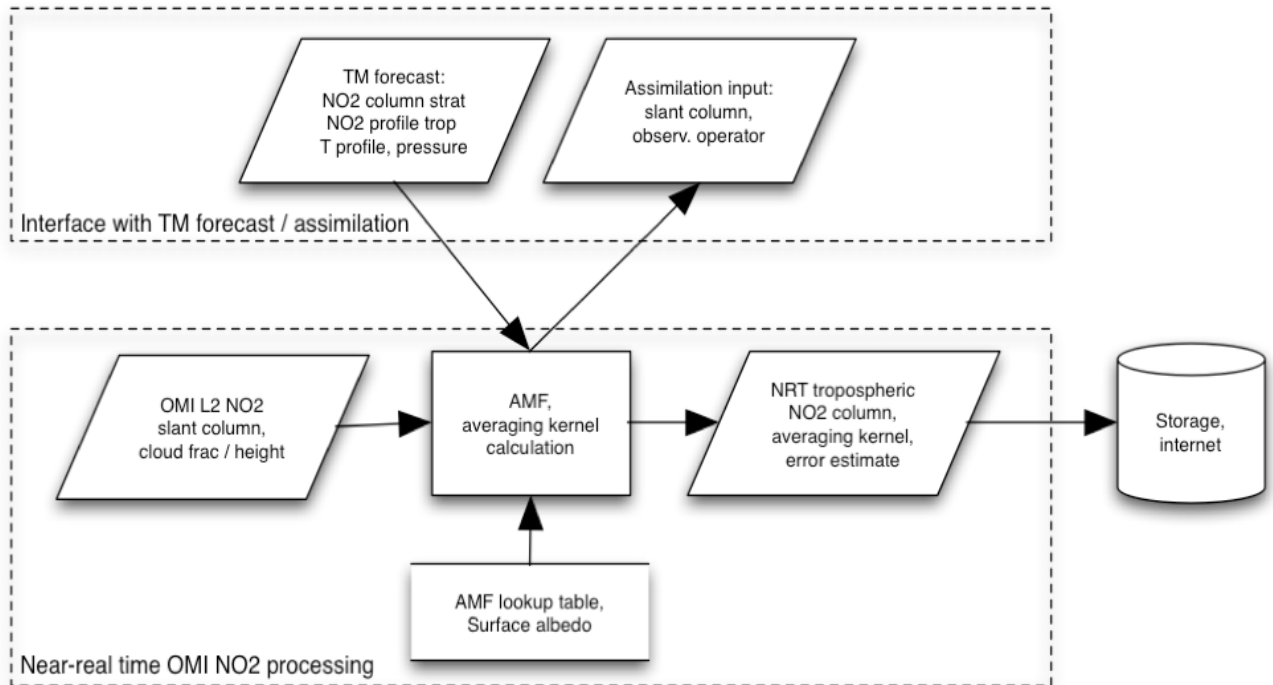 TM forecast:
NO2 column strat
NO2 profile trop
T profile, pressure
Assimilation input:
slant column,
observ. operator
Interface with TM forecast / assimilation
OMI L2 NO2
slant column,
cloud frac / height
AMF,
averaging kernel
calculation
NRT tropospheric
NO2 column,
averaging kernel,
error estimate
Storage,
internet
AMF lookup table,
Surface albedo
Near-real time OMI NO2 processing